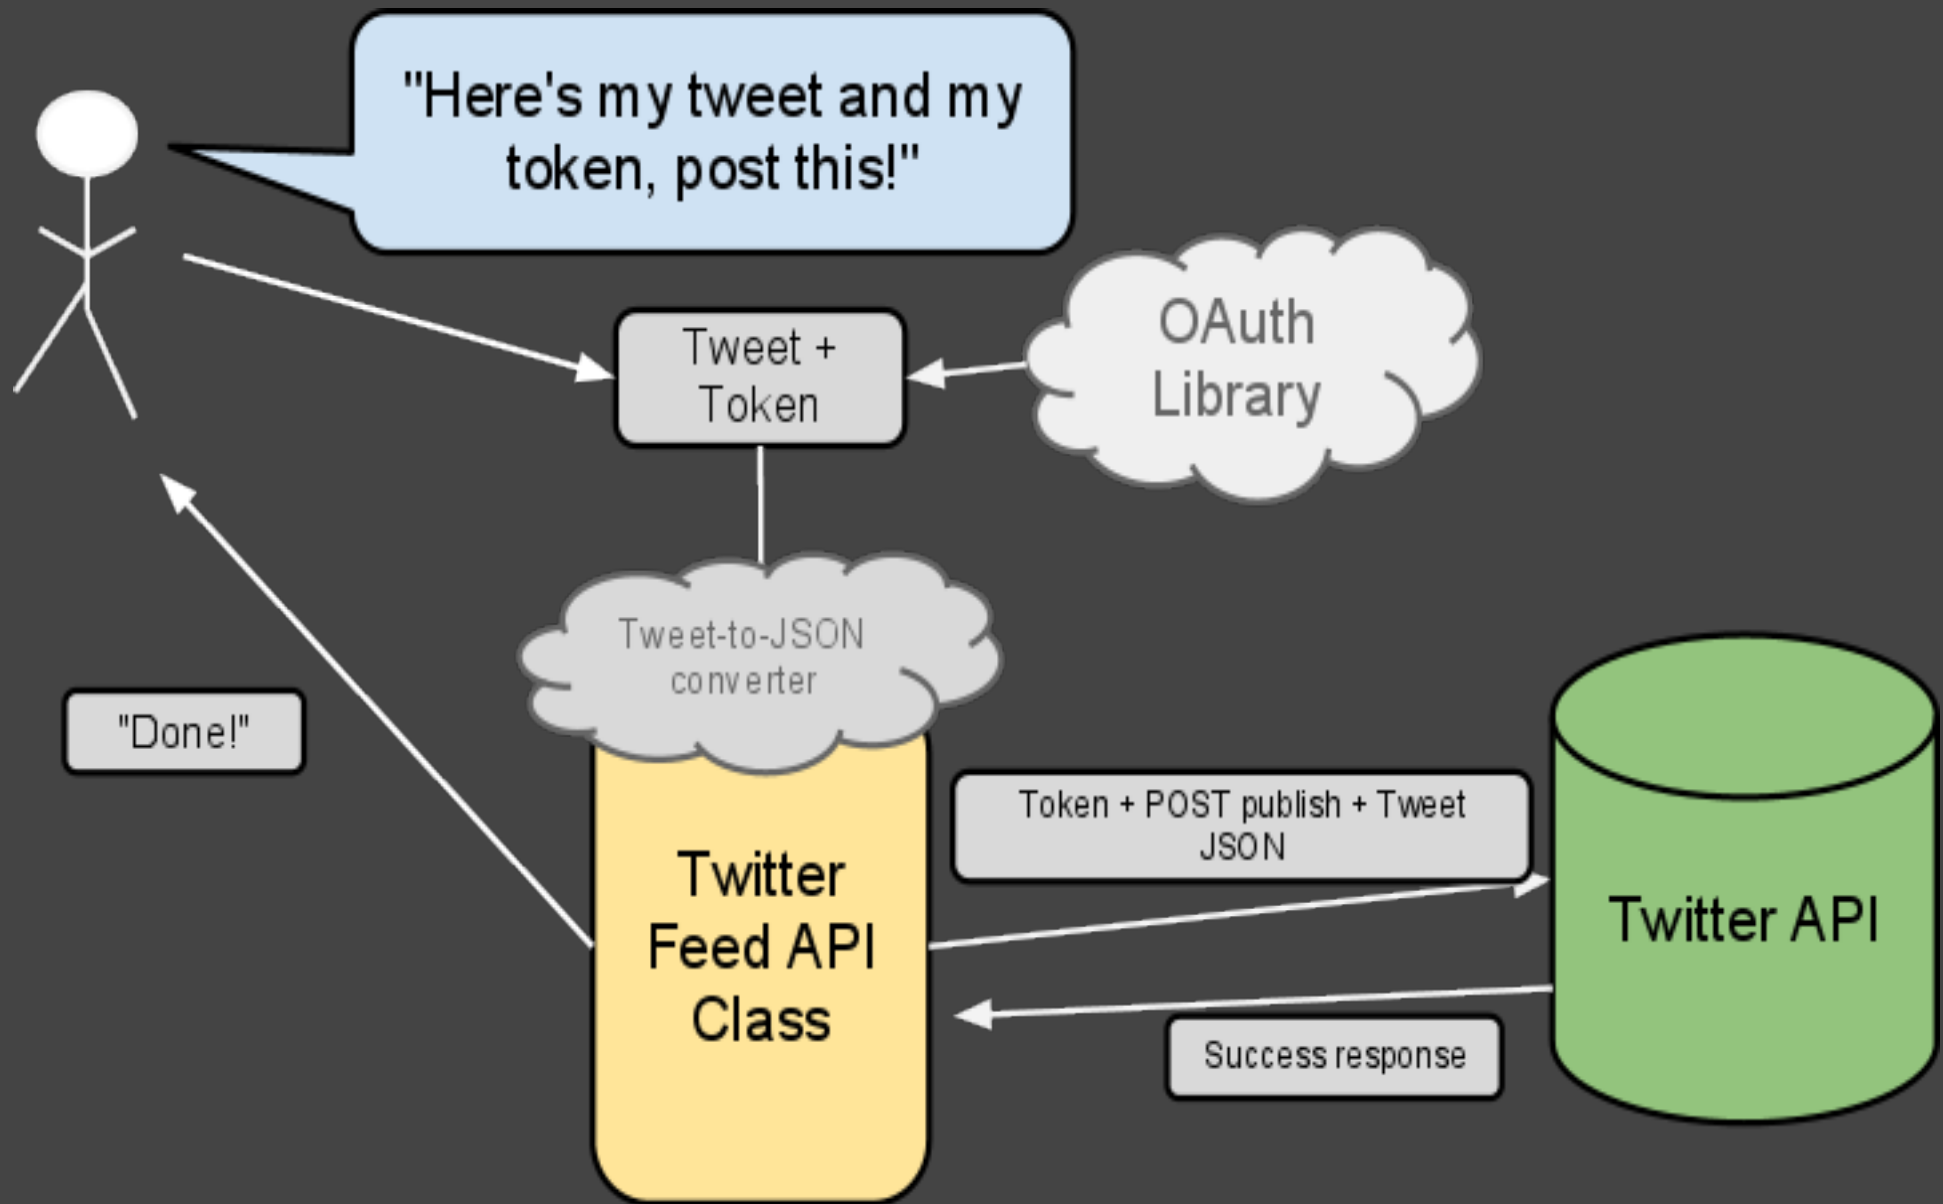 "Here's my tweet and my
token, post this!"
OAuth
Library
Tweet +
Token
Tweet-to-JSON
converter
"Done!"
Token + POST publish + Tweet
JSON
Twitter
Feed API
Class
Twitter API
Success response